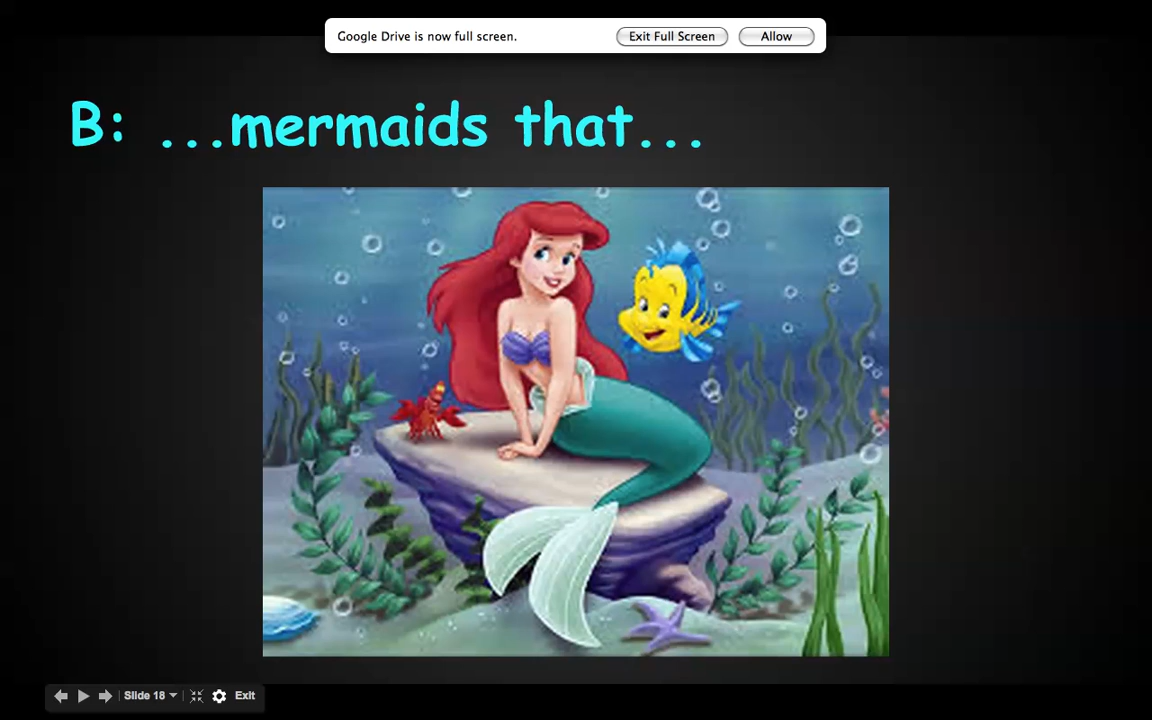 Google Drive is now full screen. Exit Full Screen Allow
B: ...mermaids that...
Slide 18 Exit